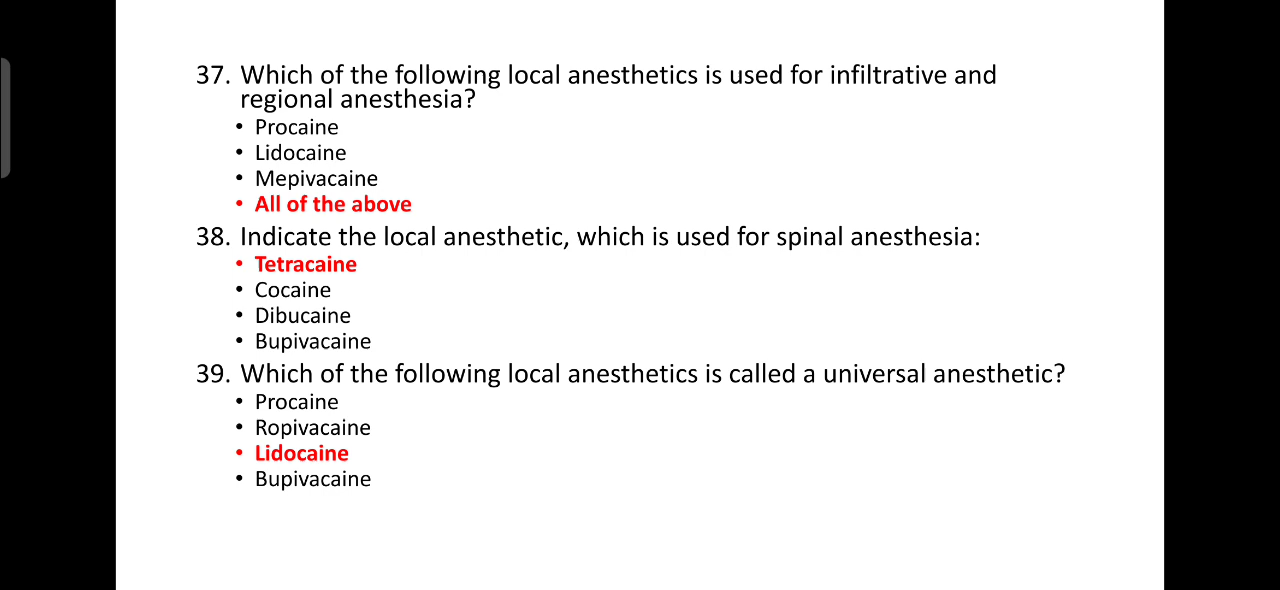 37. Which of the following local anesthetics is used for infiltrative and
regional anesthesia?
• Procaine
• Lidocaine
• Mepivacaine
• All of the above
38. Indicate the local anesthetic, which is used for spinal anesthesia:
• Tetracaine
• Cocaine
• Dibucaine
• Bupivacaine
39. Which of the following local anesthetics is called a universal anesthetic?
• Procaine
• Ropivacaine
• Lidocaine
• Bupivacaine